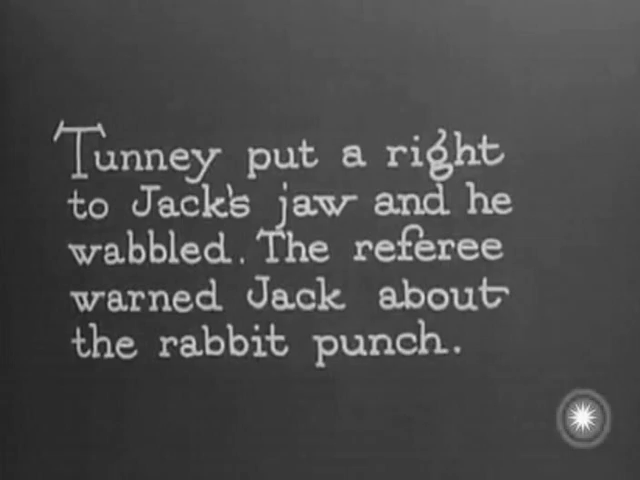 Tunney put a right
to Jack's jaw and he
wabbled. The referee
warned Jack about
the rabbit punch.